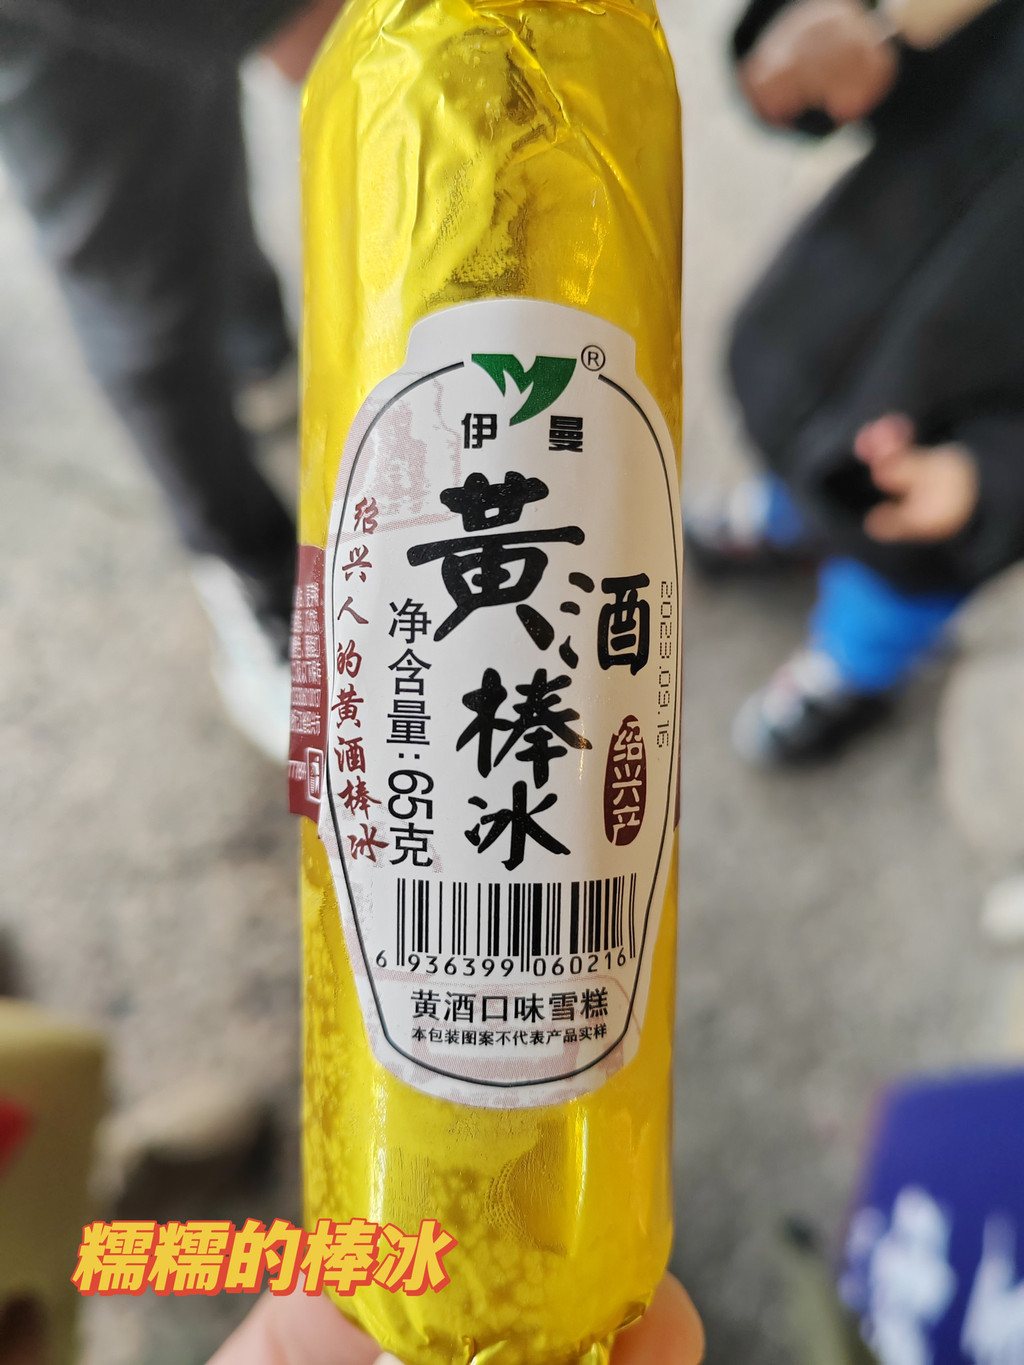 ®
伊曼
黄酒
棒冰
绍兴人的黄酒棒冰
净含量:65克
2023.09.16
绍兴产
6 936399 060216
黄酒口味雪糕
本包装图案不代表产品实样
糯糯的棒冰